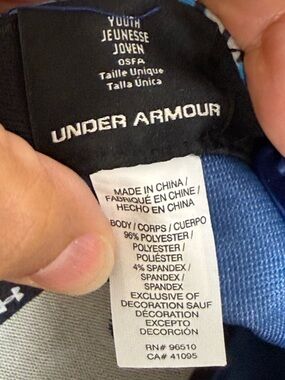 YOUTH
JEUNESSE
JOVEN
OSFA
Taille Unique
Talla Única
UNDER ARMOUR
MADE IN CHINA /
FABRIQUÉ EN CHINE /
HECHO EN CHINA
BODY / CORPS / CUERPO
96% POLYESTER /
POLYESTER /
POLIÉSTER
4% SPANDEX /
SPANDEX /
SPANDEX
EXCLUSIVE OF
DECORATION SAUF
DÉCORATION
EXCEPTO
DECORCIÓN
RN# 96510
CA# 41095